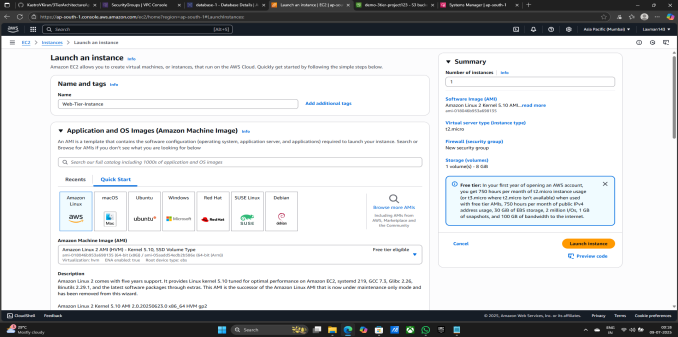 SecurityGroups | VPC Console
database-1 - Database Details
Launch an instance | EC2 | ap-south-1
demo-3tier-project123 - S3 buck
Systems Manager | ap-south-1
https://ap-south-1.console.aws.amazon.com/ec2/home?region=ap-south-1#LaunchInstances:
aws
Search
[Alt+S]
Asia Pacific (Mumbai)
EC2 > Instances > Launch an instance
Launch an instance Info
Amazon EC2 allows you to create virtual machines, or instances, that run on the AWS Cloud. Quickly get started by following the simple steps below.
Name and tags Info
Name
Web-Tier-Instance
Add additional tags
Application and OS Images (Amazon Machine Image) Info
An AMI is a template that contains the software configuration (operating system, application server, and applications) required to launch your instance. Search or
Browse for AMIs if you don't see what you are looking for below
Search our full catalog including 1000s of application and OS images
Recents
Quick Start
Amazon Linux
aws
macOS
Mac
Ubuntu
ubuntu
Windows
Microsoft
Red Hat
Red Hat
SUSE Linux
SUSE
Debian
debian
Browse more AMIs
Including AMIs from
AWS, Marketplace and
the Community
Amazon Machine Image (AMI)
Amazon Linux 2 AMI (HVM) - Kernel 5.10, SSD Volume Type
Free tier eligible
Virtualization: hvm ENA enabled: true Root device type: ebs
Description
Amazon Linux 2 comes with five years support. It provides Linux kernel 5.10 tuned for optimal performance on Amazon EC2, systemd 219, GCC 7.3, Glibc 2.26,
Binutils 2.29.1, and the latest software packages through extras. This AMI is the successor of the Amazon Linux AMI that is now under maintenance only mode and
has been removed from this wizard.
Amazon Linux 2 Kernel 5.10 AMI 2.0.20250623.0 x86_64 HVM gp2
Summary
Number of instances Info
1
Software Image (AMI)
Amazon Linux 2 Kernel 5.10 AMI...read more
Virtual server type (instance type)
t2.micro
Firewall (security group)
New security group
Storage (volumes)
1 volume(s) - 8 GiB
Free tier: In your first year of opening an AWS account,
you get 750 hours per month of t2.micro instance usage
(or t3.micro where t2.micro isn't available) when used
with free tier AMIs, 750 hours per month of public IPv4
address usage, 30 GiB of EBS storage, 2 million I/Os, 1 GB
of snapshots, and 100 GB of bandwidth to the internet.
Cancel
Launch instance
Preview code
CloudShell
Feedback
© 2025, Amazon Web Services, Inc. or its affiliates.
Privacy
Terms
Cookie preferences
Mostly cloudy
Search
ENG
IN